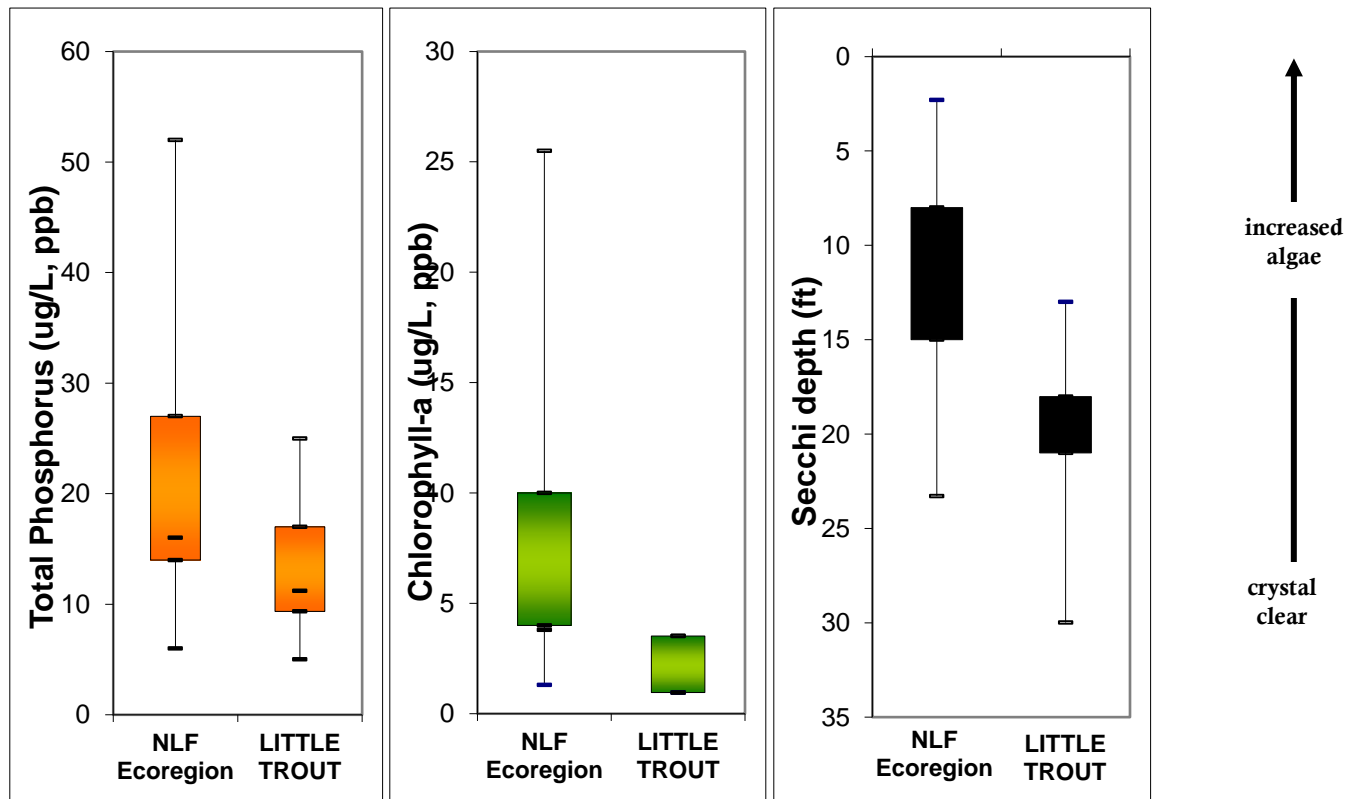 Total Phosphorus (ug/L, ppb)
60
50
40
30
20
10
0
NLF
Ecoregion
LITTLE
TROUT
Chlorophyll-a (ug/L, ppb)
30
25
20
15
10
5
0
NLF
Ecoregion
LITTLE
TROUT
Secchi depth (ft)
0
5
10
15
20
25
30
35
NLF
Ecoregion
LITTLE
TROUT
increased
algae
crystal
clear